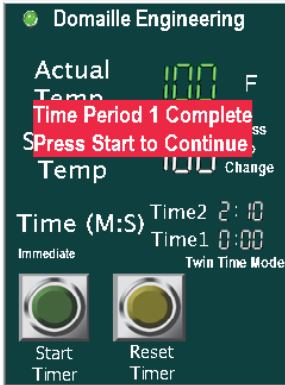 Domaille Engineering
Actual
100 F
Temp
Time Period 1 Complete
Press Start to Continue
ss
S
Temp
100
Change
Time (M:S)
Time2 2:10
Time1 0:00
Immediate
Twin Time Mode
Start
Timer
Reset
Timer